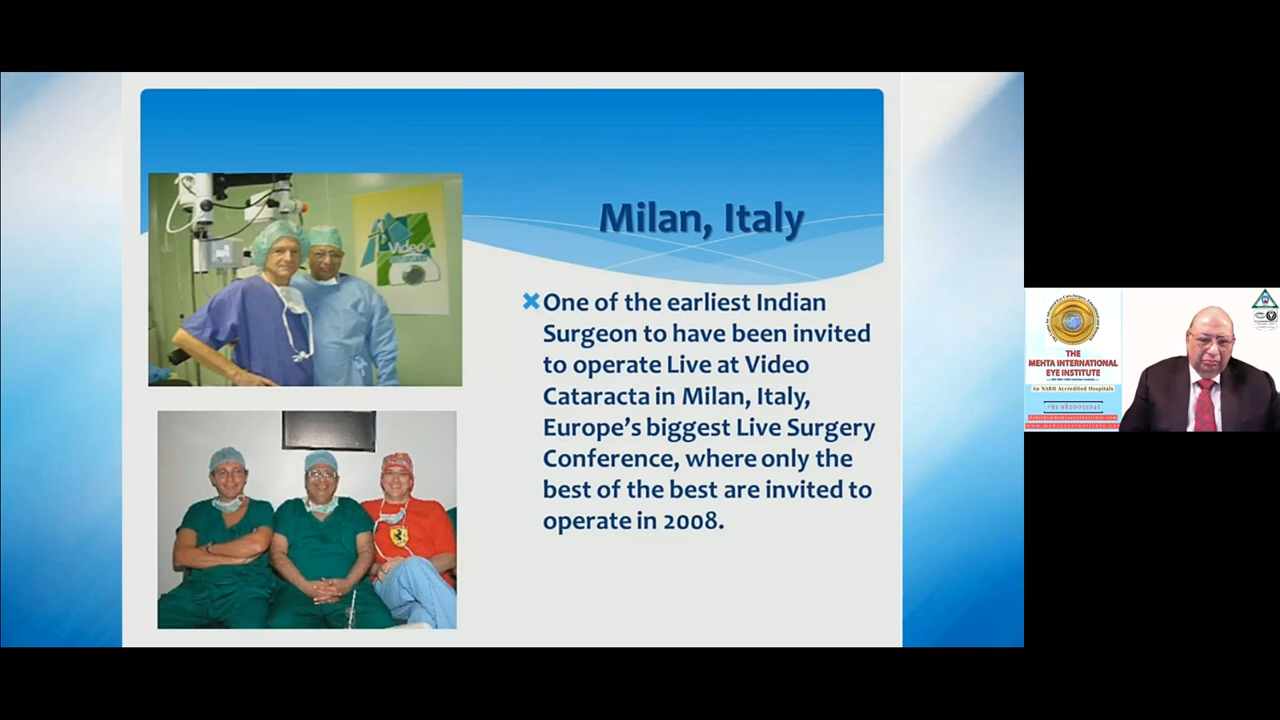 Milan, Italy
One of the earliest Indian
Surgeon to have been invited
to operate Live at Video
Cataracta in Milan, Italy,
Europe's biggest Live Surgery
Conference, where only the
best of the best are invited to
operate in 2008.
Video
THE
MEHTA INTERNATIONAL
EYE INSTITUTE
An NABH Accredited Hospitals
+91 9820031041